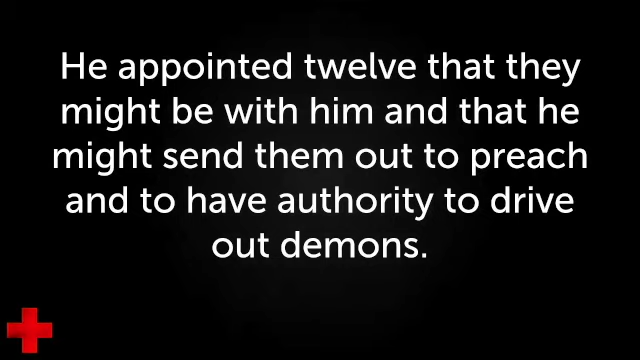 He appointed twelve that they
might be with him and that he
might send them out to preach
and to have authority to drive
out demons.